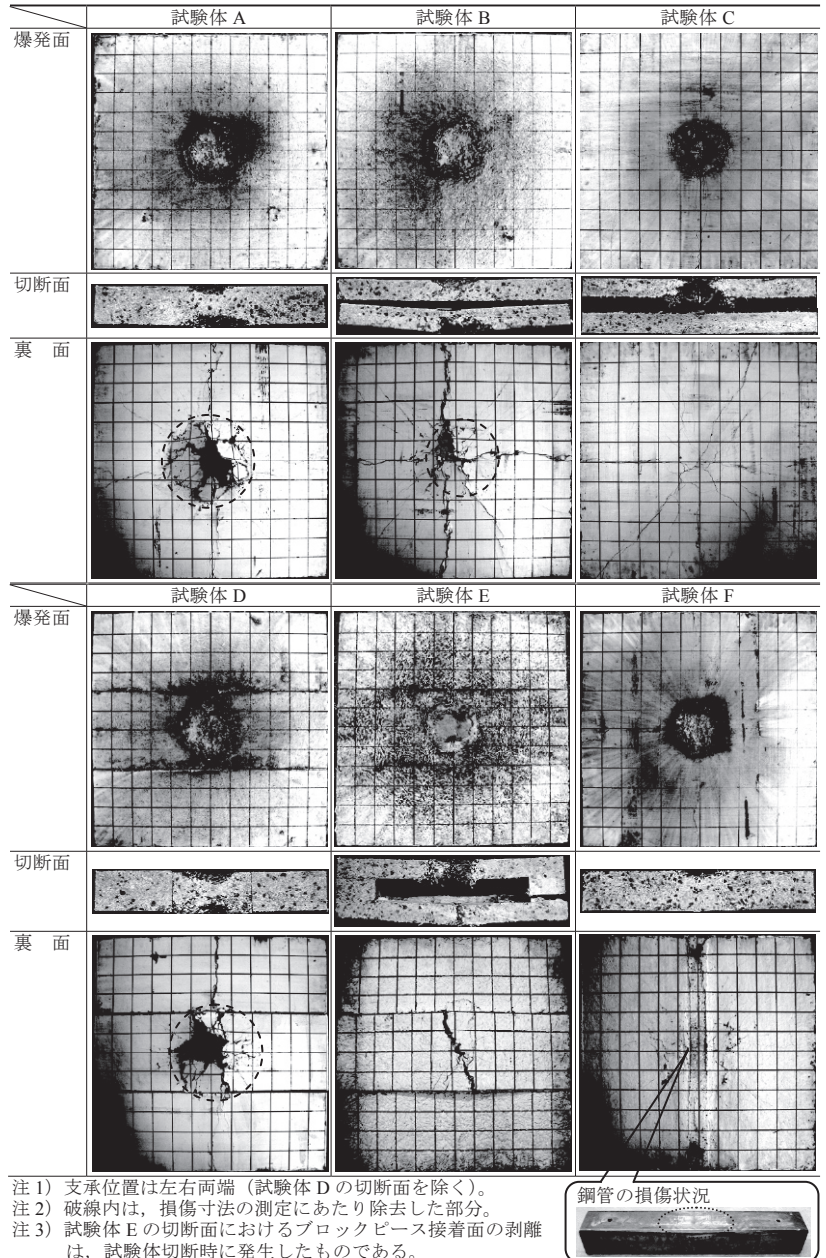 試験体 A
試験体 B
試験体 C
爆発面
切断面
裏 面
試験体 D
試験体 E
試験体 F
爆発面
切断面
裏 面
注 1) 支承位置は左右両端（試験体 D の切断面を除く）。
注 2) 破線内は，損傷寸法の測定にあたり除去した部分。
注 3) 試験体 E の切断面におけるブロックピース接着面の剥離
は，試験体切断時に発生したものである。
鋼管の損傷状況